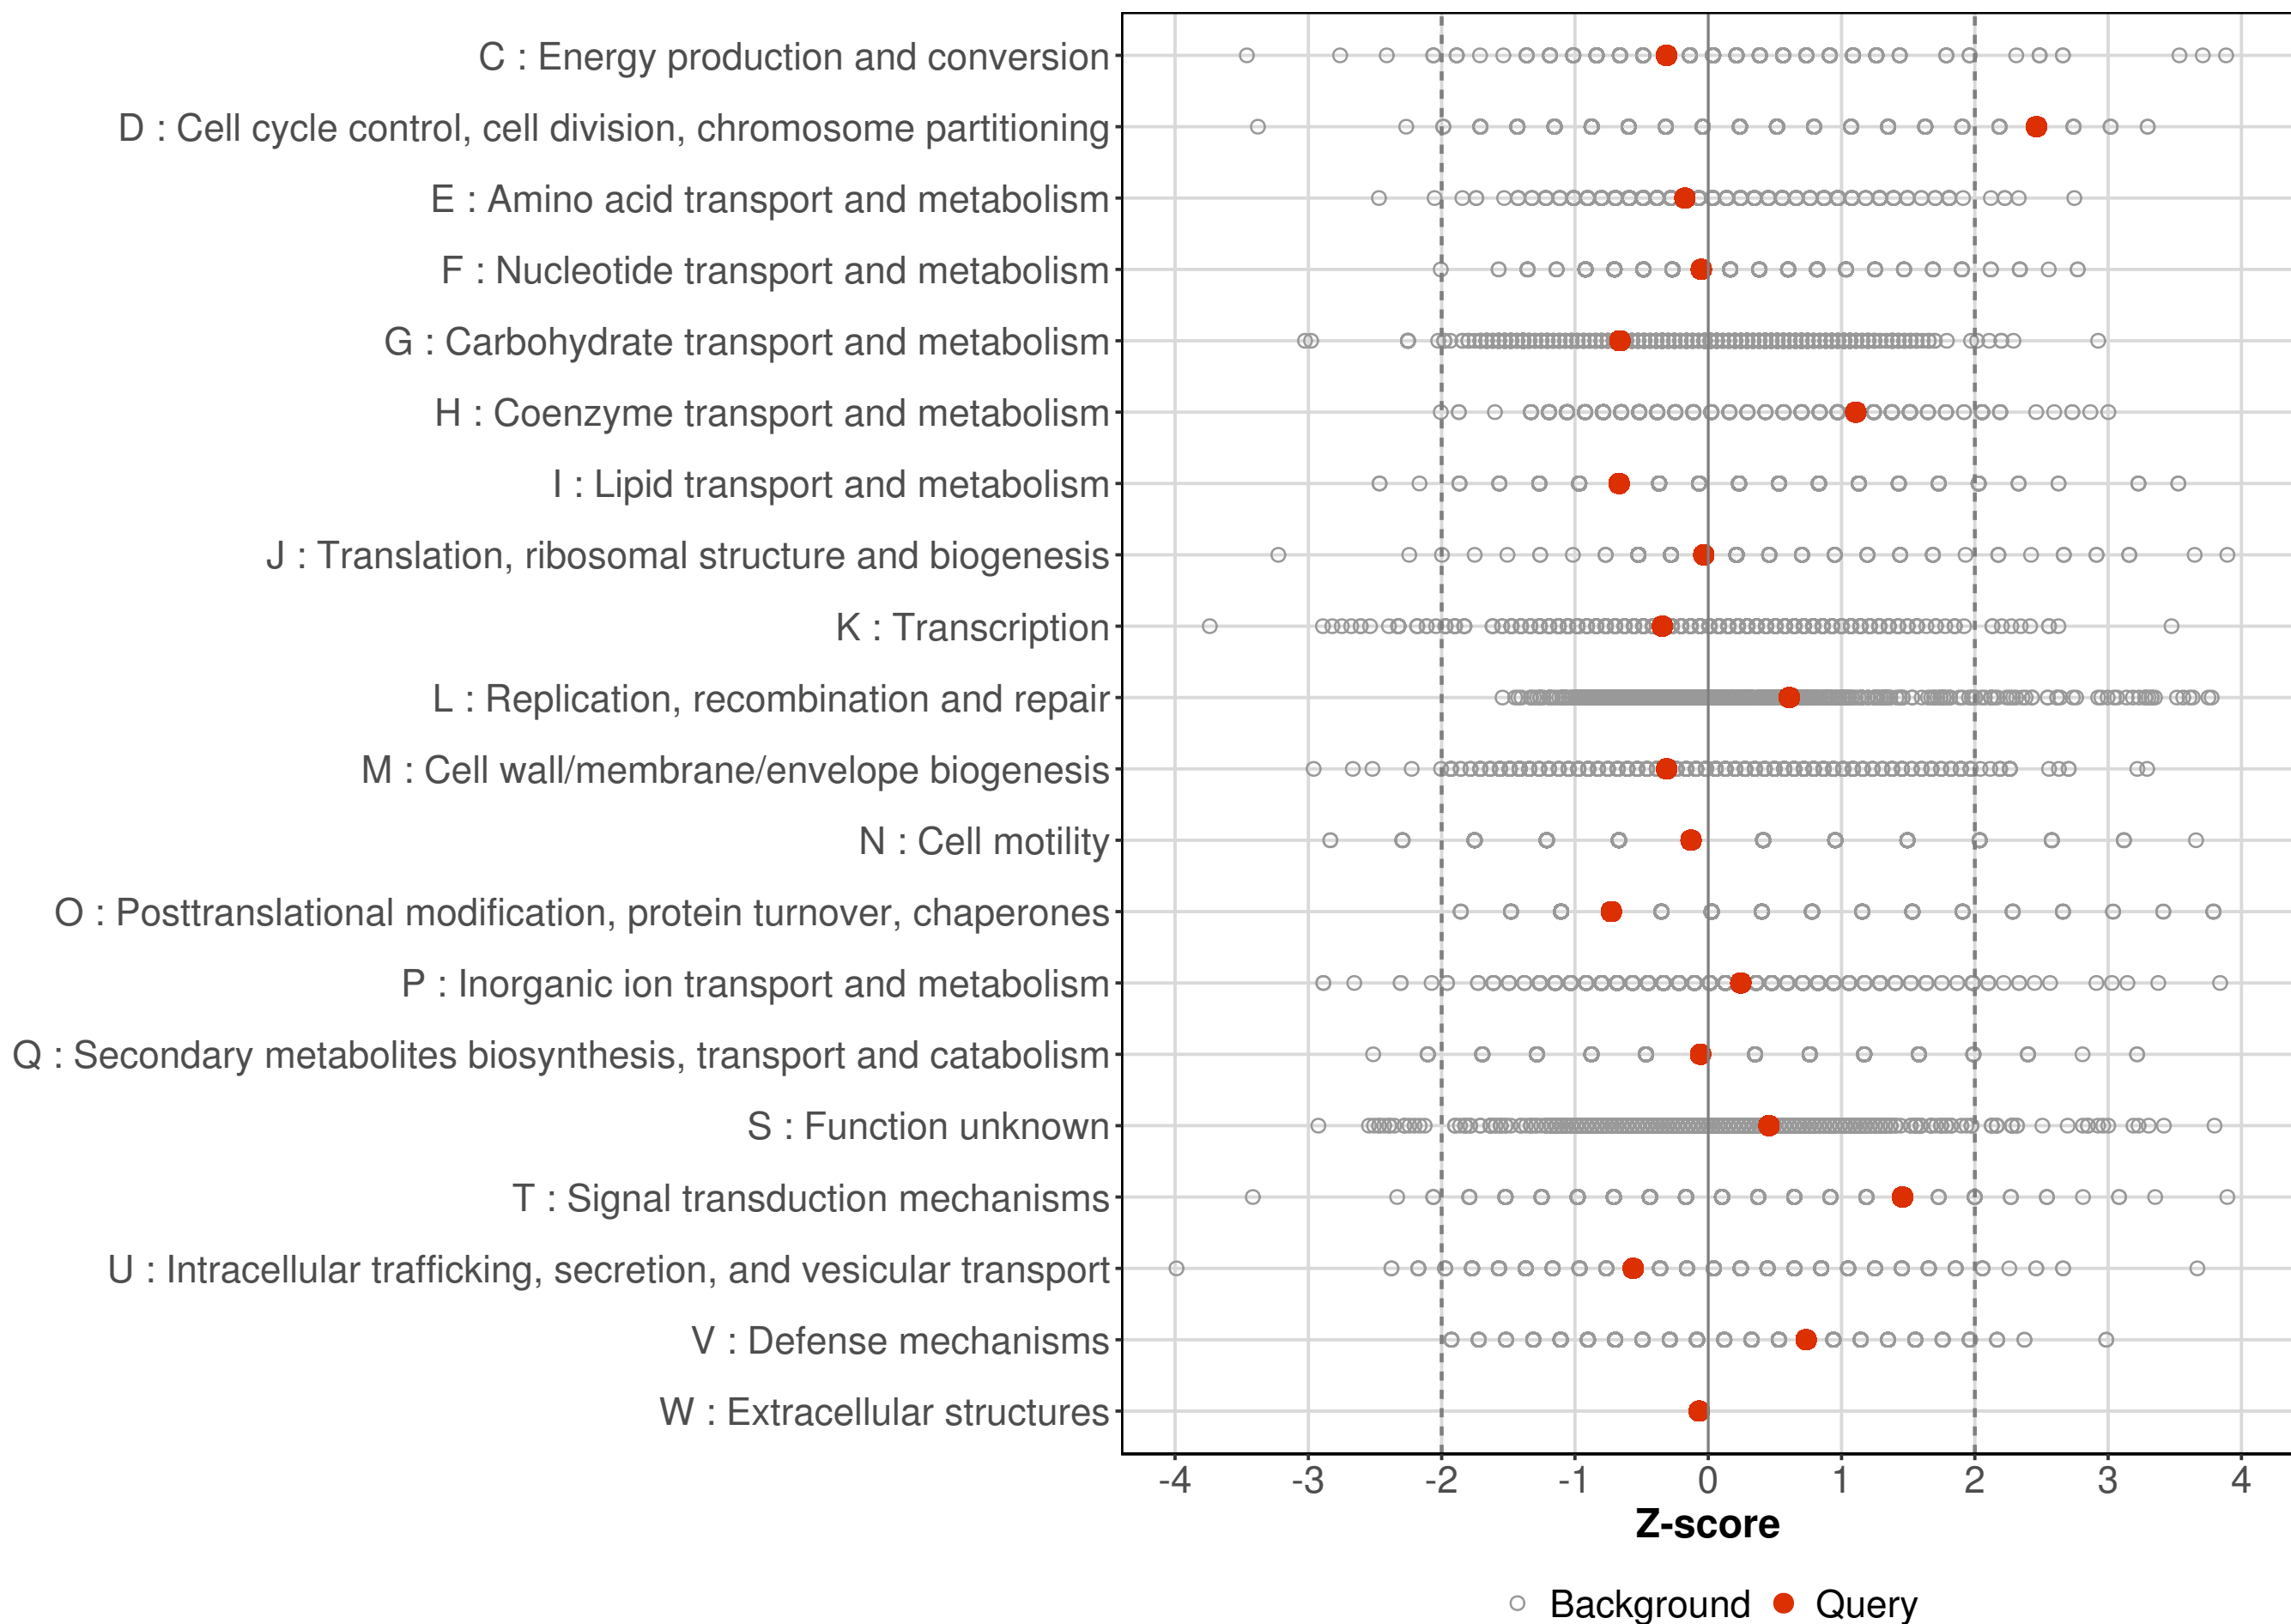 C : Energy production and conversion
D : Cell cycle control, cell division, chromosome partitioning
E : Amino acid transport and metabolism
F : Nucleotide transport and metabolism
G : Carbohydrate transport and metabolism
H : Coenzyme transport and metabolism
I : Lipid transport and metabolism
J : Translation, ribosomal structure and biogenesis
K : Transcription
L : Replication, recombination and repair
M : Cell wall/membrane/envelope biogenesis
N : Cell motility
O : Posttranslational modification, protein turnover, chaperones
P : Inorganic ion transport and metabolism
Q : Secondary metabolites biosynthesis, transport and catabolism
S : Function unknown
T : Signal transduction mechanisms
U : Intracellular trafficking, secretion, and vesicular transport
V : Defense mechanisms
W : Extracellular structures
-4 -3 -2 -1 0 1 2 3 4
Z-score
Background Query